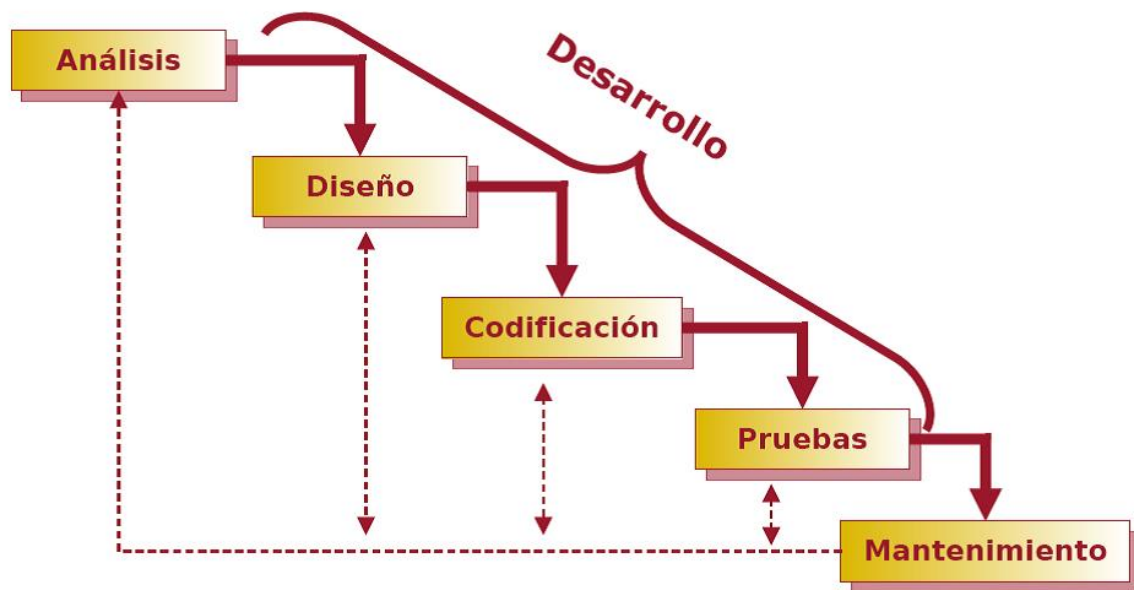 Análisis
Desarrollo
Diseño
Codificación
Pruebas
Mantenimiento